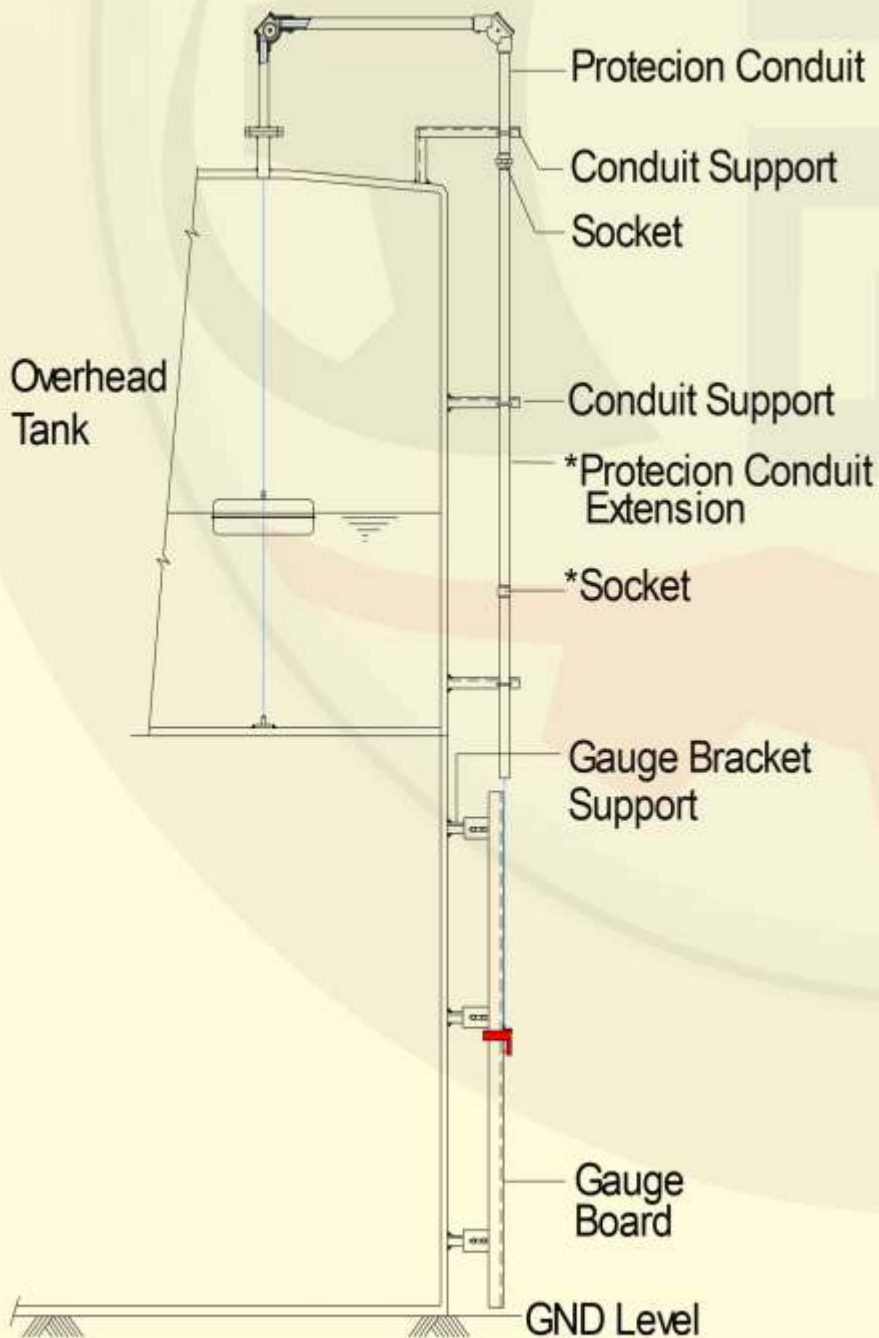 Protecion Conduit
Conduit Support
Socket
Overhead
Tank
Conduit Support
*Protecion Conduit
Extension
*Socket
Gauge Bracket
Support
Gauge
Board
GND Level